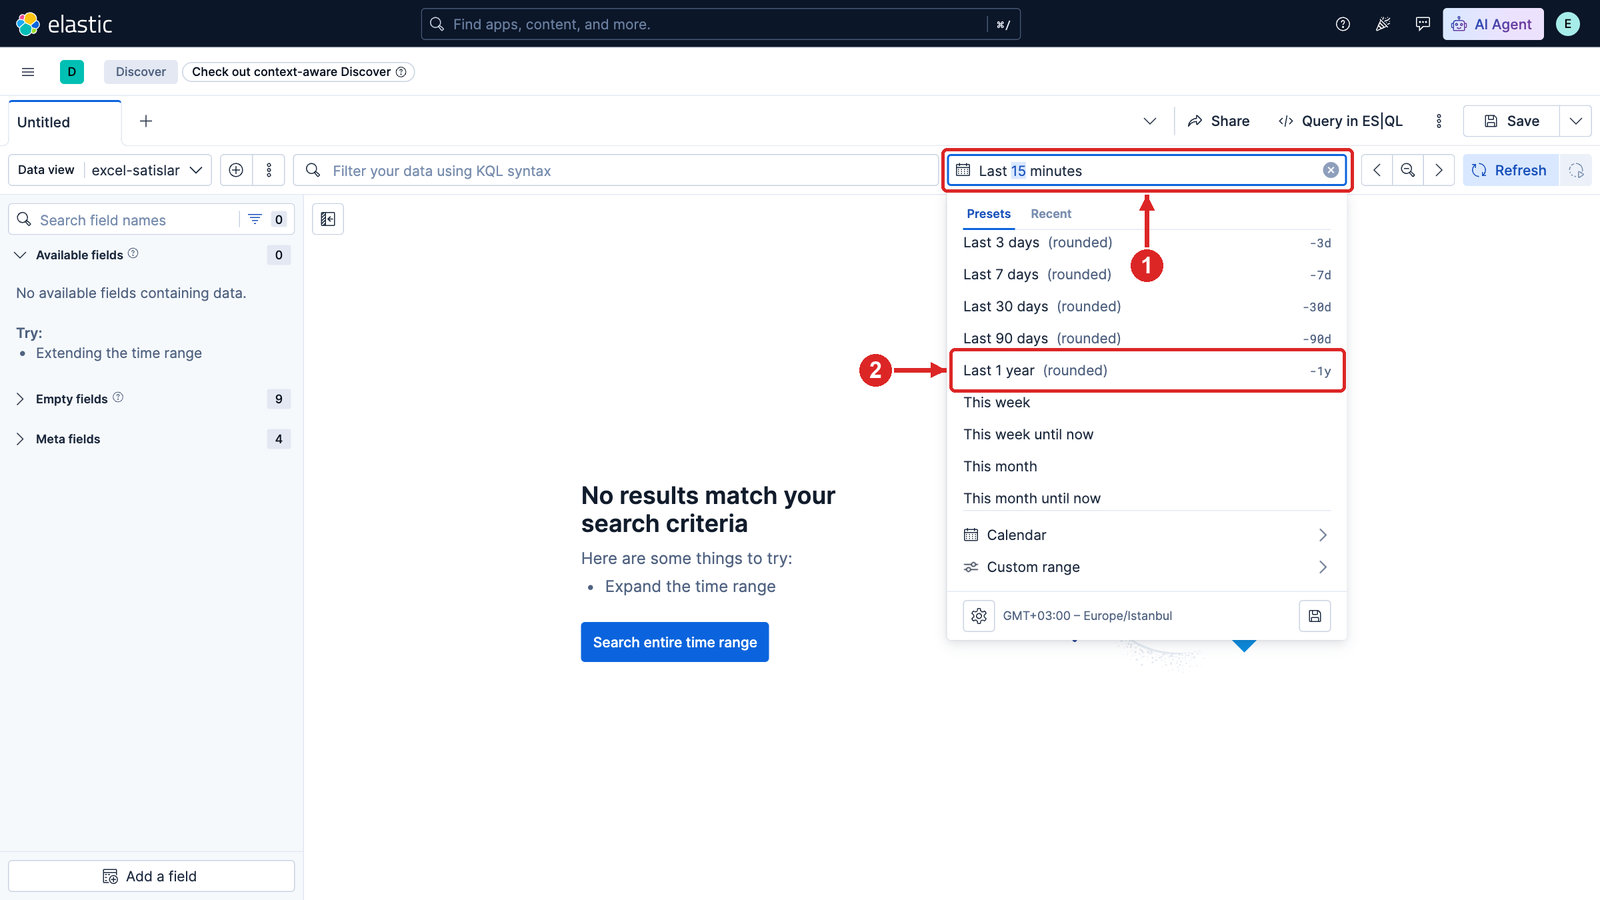 elastic
Find apps, content, and more.
⌘/
AI Agent
E
D
Discover
Check out context-aware Discover
Untitled
Share
Query in ES|QL
Save
Data view
excel-satislar
Filter your data using KQL syntax
Last 15 minutes
Refresh
Search field names
0
Available fields
0
No available fields containing data.
Try:
• Extending the time range
Empty fields
9
Meta fields
4
Add a field
No results match your
search criteria
Here are some things to try:
• Expand the time range
Search entire time range
Presets
Recent
1
Last 3 days (rounded) -3d
Last 7 days (rounded) -7d
Last 30 days (rounded) -30d
Last 90 days (rounded) -90d
2
Last 1 year (rounded) -1y
This week
This week until now
This month
This month until now
Calendar
Custom range
GMT+03:00 – Europe/Istanbul